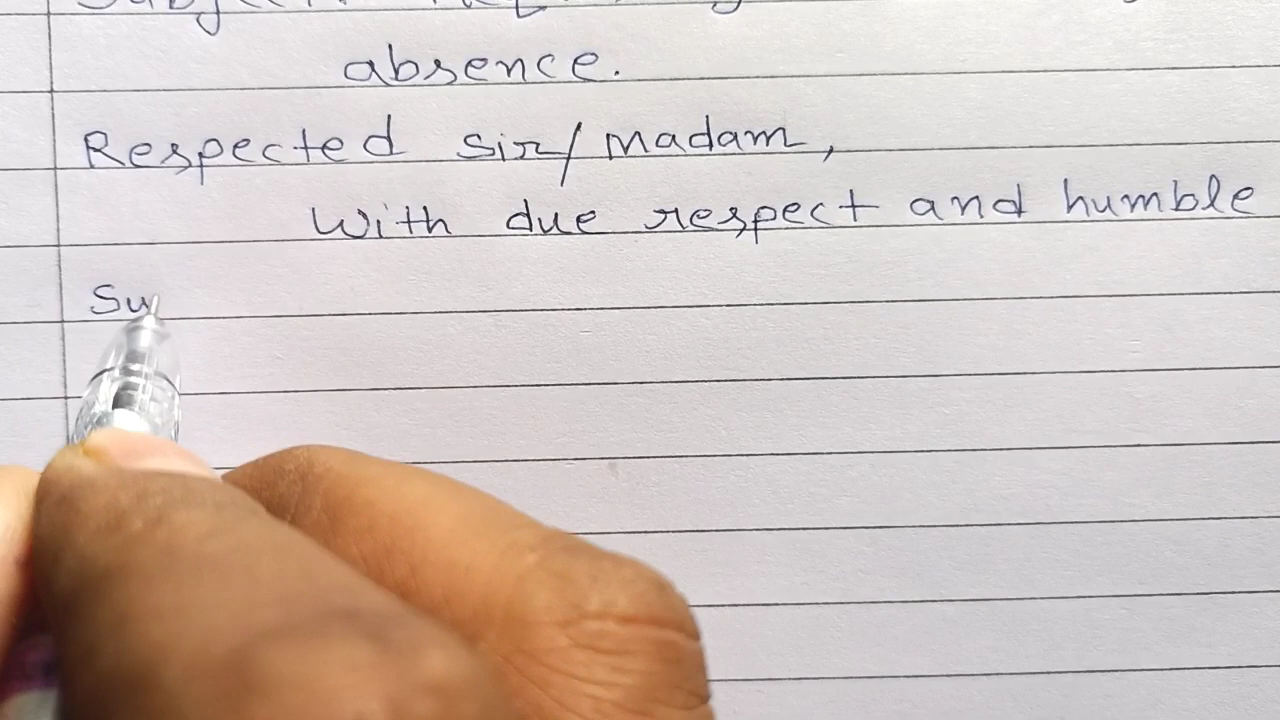 absence.
Respected Sir/Madam,
With due respect and humble
Su